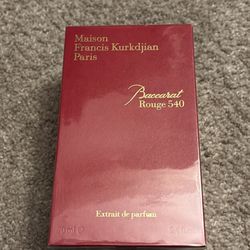 Maison
Francis Kurkdjian
Paris
Baccarat
Rouge 540
Extrait de parfum